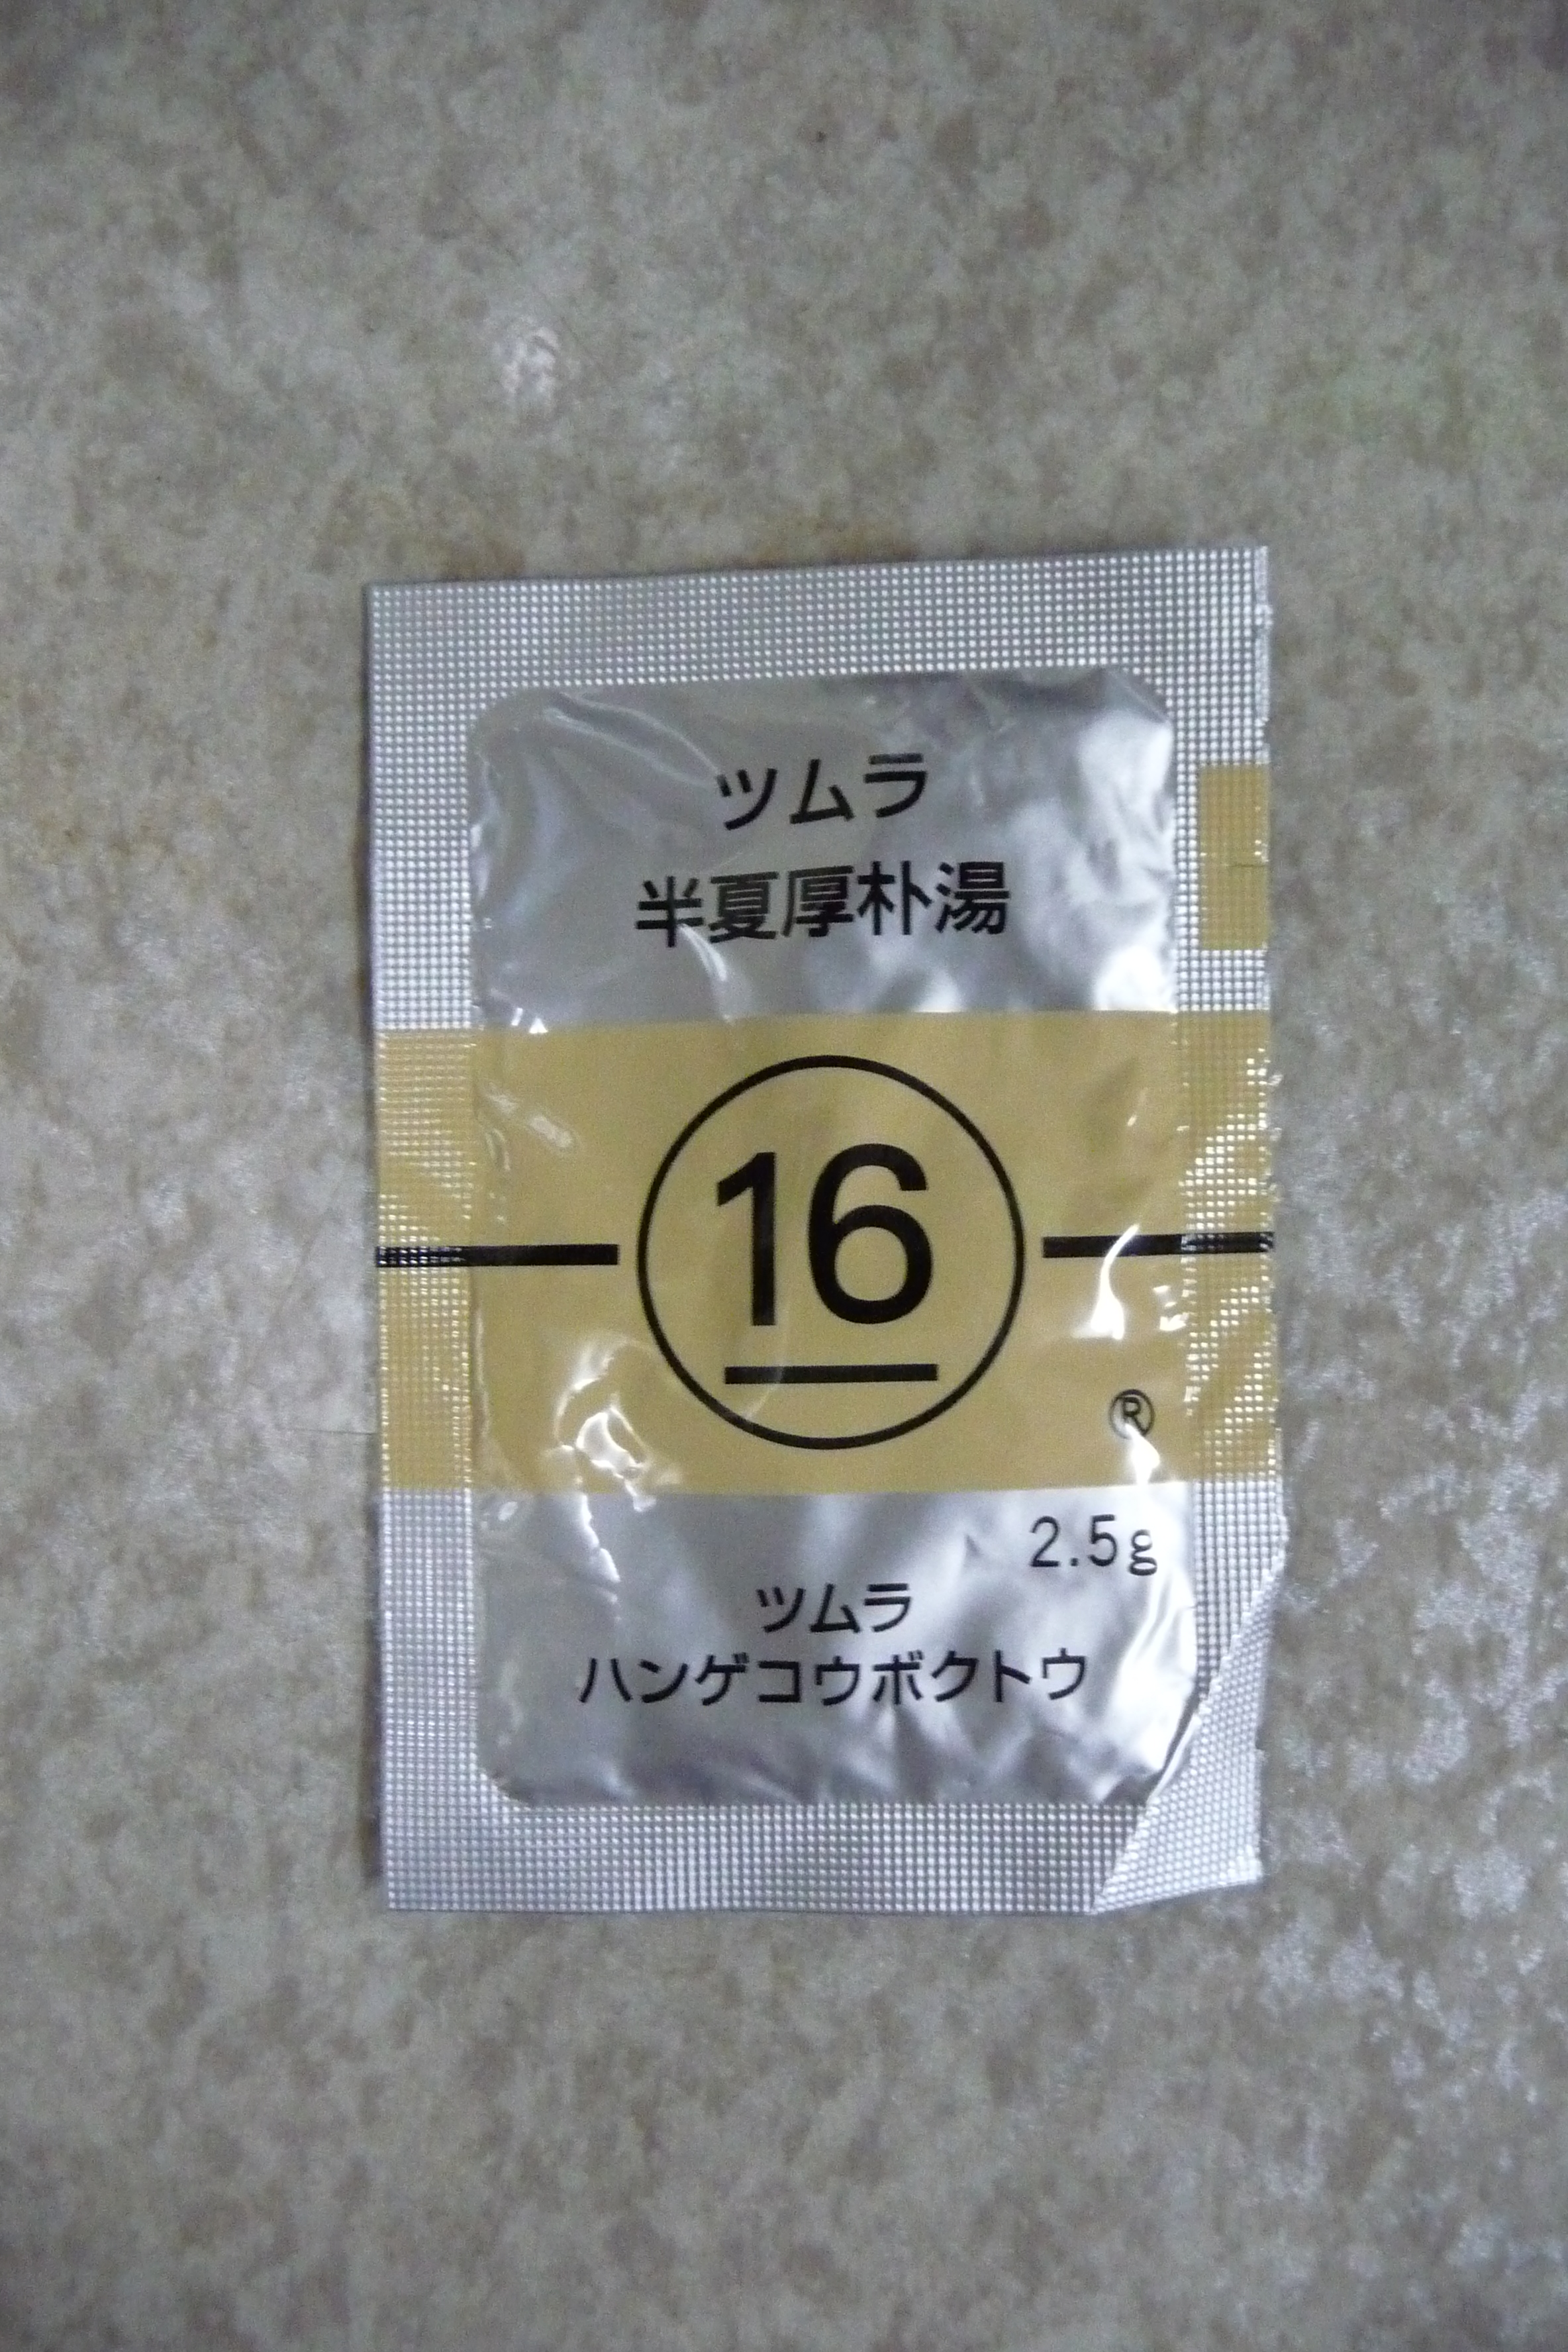 ツムラ
半夏厚朴湯
16
®
2.5g
ツムラ
ハンゲコウボクトウ